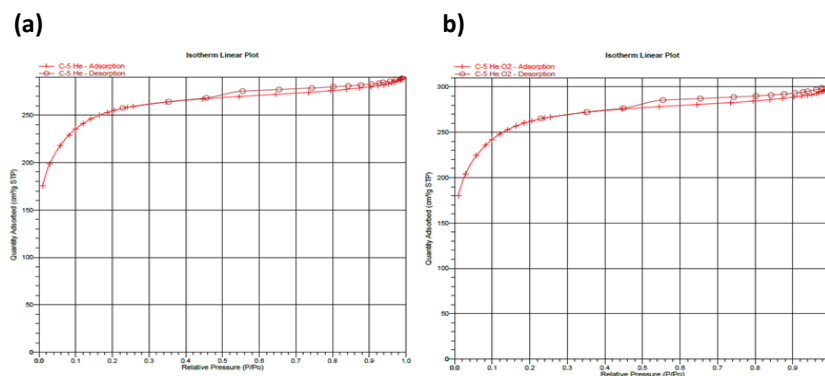 (a)
Isotherm Linear Plot
C-5 He - Adsorption
C-5 He - Desorption
Quantity Adsorbed (cm³/g STP)
250
200
150
100
50
0
0.0 0.1 0.2 0.3 0.4 0.5 0.6 0.7 0.8 0.9 1.0
Relative Pressure (P/Po)
b)
Isotherm Linear Plot
C-5 He O2 - Adsorption
C-5 He O2 - Desorption
Quantity Adsorbed (cm³/g STP)
300
250
200
150
100
50
0
0.0 0.1 0.2 0.3 0.4 0.5 0.6 0.7 0.8 0.9
Relative Pressure (P/Po)